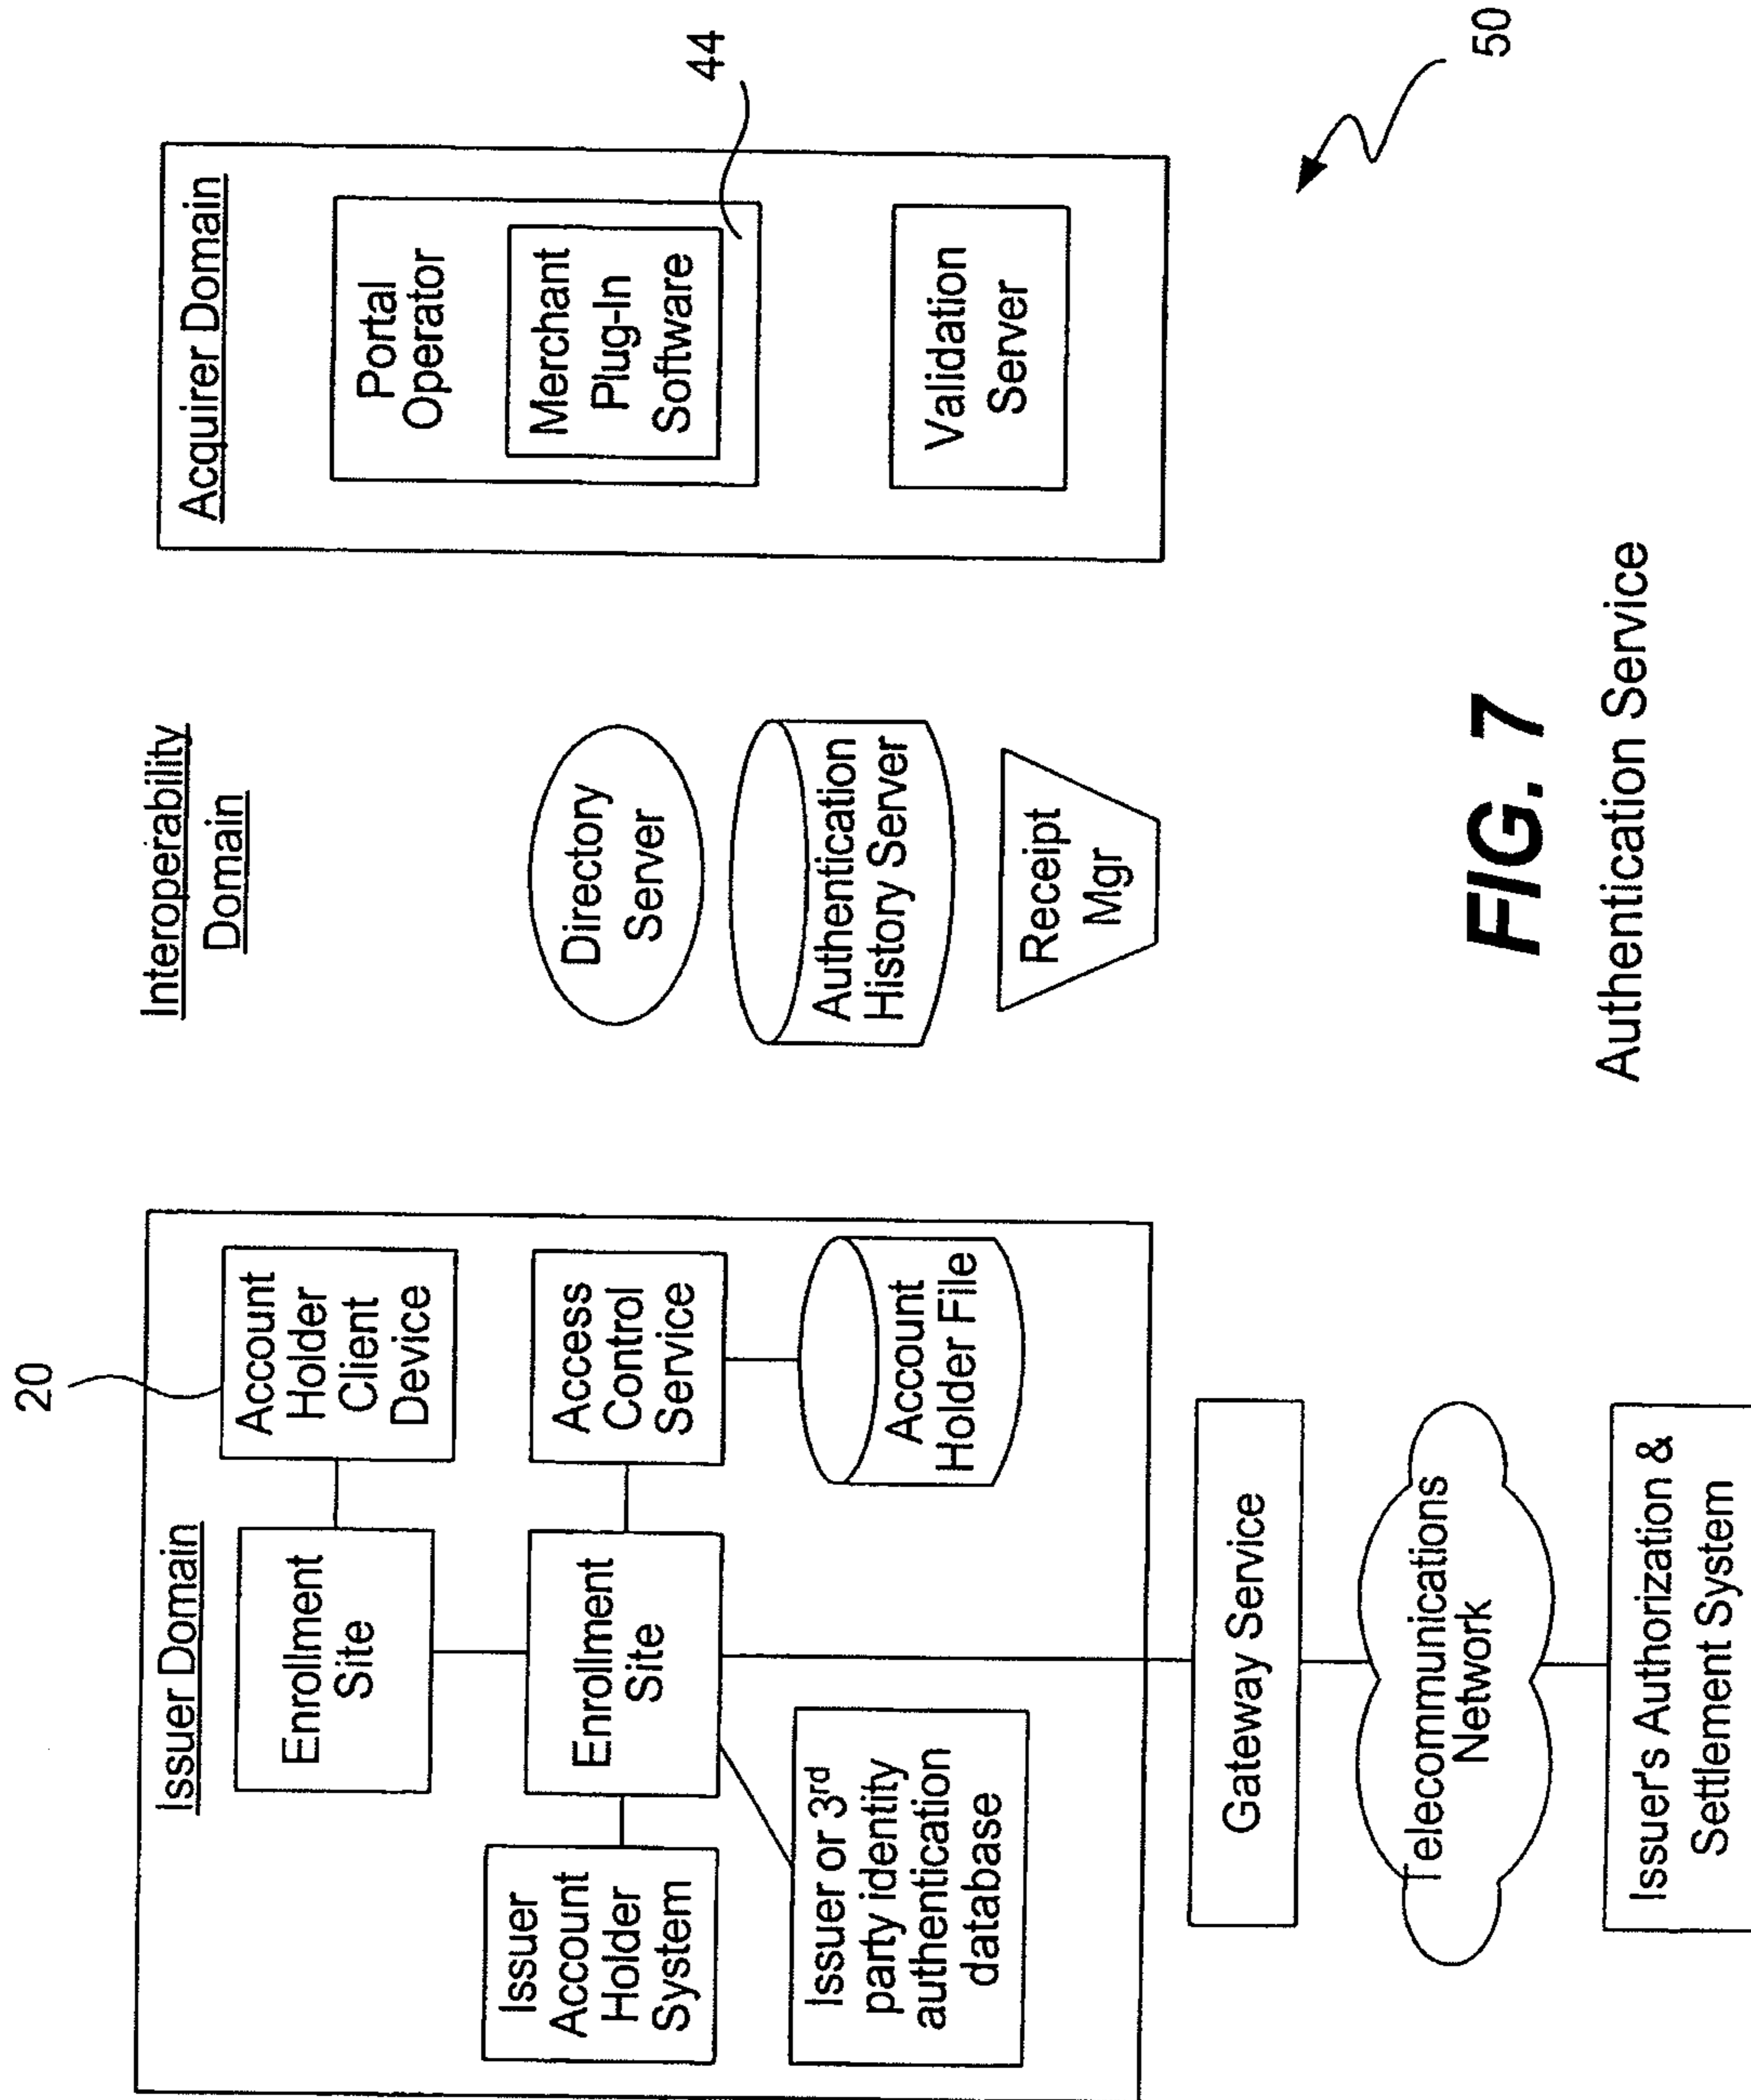 Issuer Domain
20
Account
Holder
Client
Device
Enrollment
Site
Issuer
Account
Holder
System
Enrollment
Site
Access
Control
Service
Issuer or 3rd
party identity
authentication
database
Account
Holder File
Gateway Service
Telecommunications
Network
Issuer's Authorization &
Settlement System
Interoperability
Domain
Directory
Server
Authentication
History Server
Receipt
Mgr
Acquirer Domain
Portal
Operator
Merchant
Plug-In
Software
44
Validation
Server
50
FIG. 7
Authentication Service